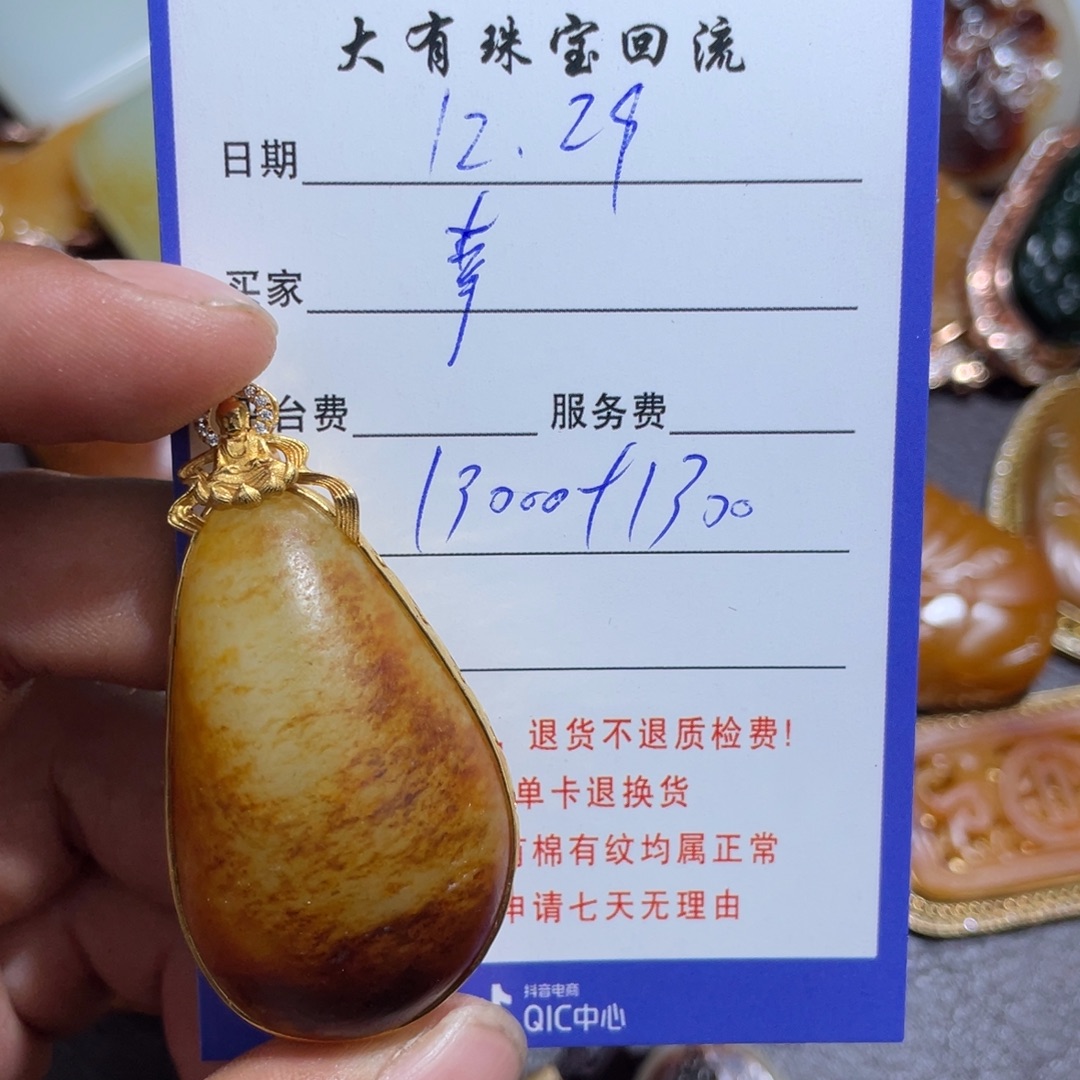 大有珠宝回流
日期 12.29
买家 幸
台费 服务费
13000+1300
退货不退质检费!
单卡退换货
有棉有纹均属正常
申请七天无理由
抖音电商
QIC中心